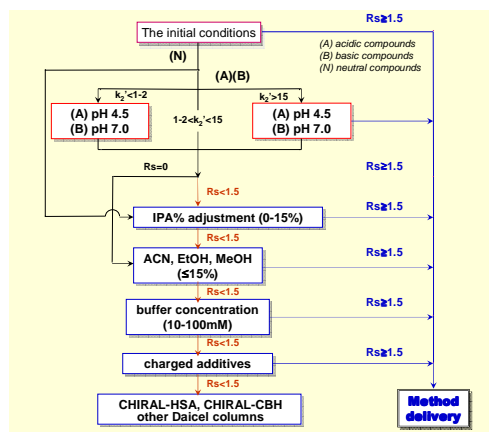 Rs≧1.5
The initial conditions
(A) acidic compounds
(B) basic compounds
(N) neutral compounds
(N)
(A)(B)
k2'<1-2
k2'>15
(A) pH 4.5
(B) pH 7.0
1-2<k2'<15
(A) pH 4.5
(B) pH 7.0
Rs=0
Rs≥1.5
Rs<1.5
Rs≧1.5
IPA% adjustment (0-15%)
Rs<1.5
ACN, EtOH, MeOH
(≤15%)
Rs≧1.5
Rs<1.5
buffer concentration
(10-100mM)
Rs≧1.5
Rs<1.5
charged additives
Rs≧1.5
Rs<1.5
CHIRAL-HSA, CHIRAL-CBH
other Daicel columns
Method
delivery